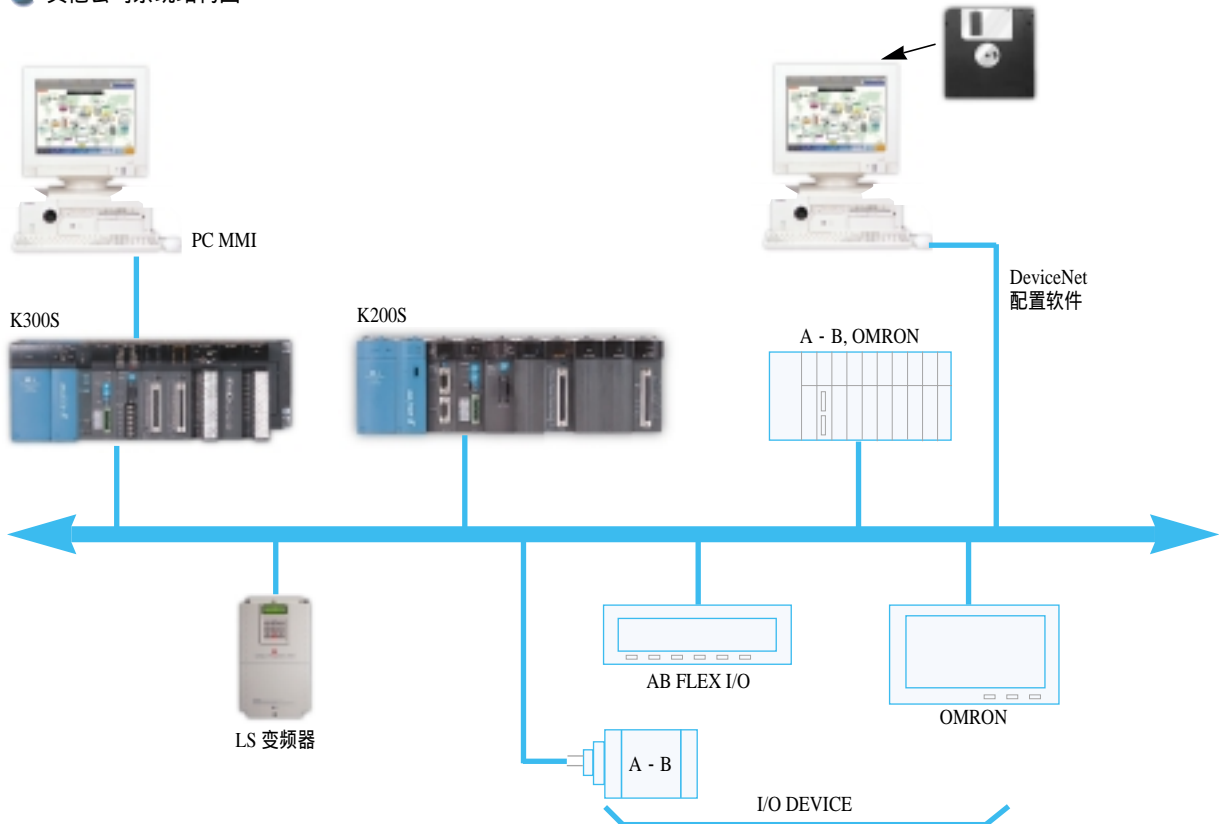 PC MMI
DeviceNet
配置软件
K300S
K200S
A - B, OMRON
AB FLEX I/O
OMRON
LS 变频器
A - B
I/O DEVICE